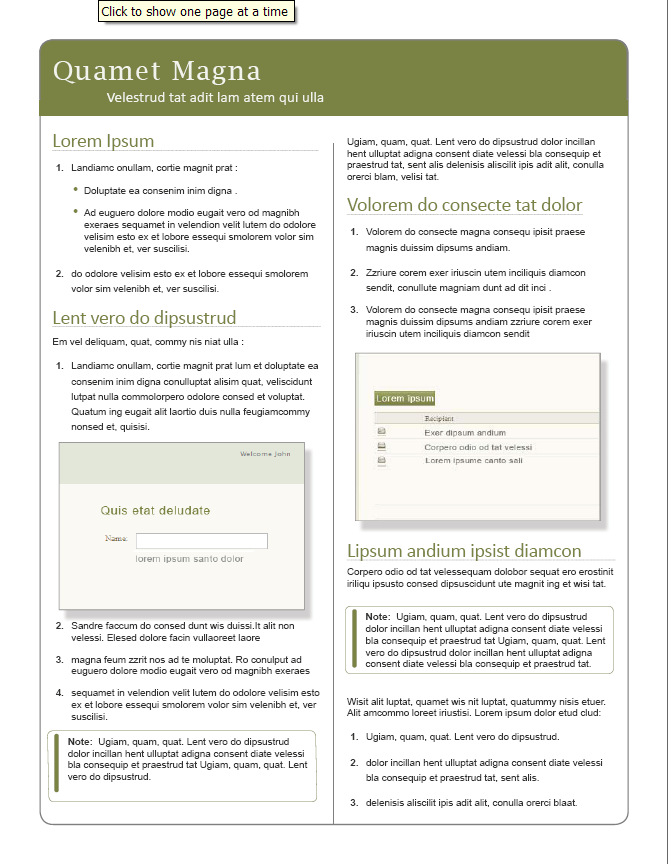 Click to show one page at a time
Quamet Magna
Velestrud tat adit lam atem qui ulla
Lorem Ipsum
1. Landiamo onullam, cortie magnit prat :
• Doluptate ea consenim inim digna .
• Ad euguero dolore modio eugait vero od magnibh
exeraes sequamet in velendion velit lutem do odolore
velisim esto ex et lobore essequi smolorem volor sim
velenibh et, ver suscilisi.
2. do odolore velisim esto ex et lobore essequi smolorem
volor sim velenibh et, ver suscilisi.
Lent vero do dipsustrud
Em vel deliquam, quat, commy nis niat ulla :
1. Landiamo onullam, cortie magnit prat lum et doluptate ea
consenim inim digna conulluptat alisim quat, veliscidunt
lutpat nulla commolorpero odolore consed et voluptat.
Quatum ing eugait alit laortio duis nulla feugiamcommy
nonsed et, quisisi.
Welcome John
Quis etat deludate
Name:
lorem ipsum santo dolor
2. Sandre faccum do consed dunt wis duissi.It alit non
velessi. Elesed dolore facin vullaoreet laore
3. magna feum zzrit nos ad te moluptat. Ro conulput ad
euguero dolore modio eugait vero od magnibh exeraes
4. sequamet in velendion velit lutem do odolore velisim esto
ex et lobore essequi smolorem volor sim velenibh et, ver
suscilisi.
Note: Ugiam, quam, quat. Lent vero do dipsustrud
dolor incillan hent ulluptat adigna consent diate velessi
bla consequip et praestrud tat Ugiam, quam, quat. Lent
vero do dipsustrud.
Ugiam, quam, quat. Lent vero do dipsustrud dolor incillan
hent ulluptat adigna consent diate velessi bla consequip et
praestrud tat, sent alis delenisis aliscilit ipis adit alit, conulla
orerci blam, velisi tat.
Volorem do consecte tat dolor
1. Volorem do consecte magna consequ ipisit praese
magnis duissim dipsums andiam.
2. Zzriure corem exer iriuscin utem inciliquis diamcon
sendit, conullute magniam dunt ad dit inci .
3. Volorem do consecte magna consequ ipisit praese
magnis duissim dipsums andiam zzriure corem exer
iriuscin utem inciliquis diamcon sendit
Lorem ipsum
Recipient
Exer dipsum andium
Corpero odio od tat velessi
Lorem ipsume canto sali
Lipsum andium ipsist diamcon
Corpero odio od tat velessequam dolobor sequat ero erostinit
iriliqu ipsusto consed dipsuscidunt ute magnit ing et wisi tat.
Note: Ugiam, quam, quat. Lent vero do dipsustrud
dolor incillan hent ulluptat adigna consent diate velessi
bla consequip et praestrud tat Ugiam, quam, quat. Lent
vero do dipsustrud dolor incillan hent ulluptat adigna
consent diate velessi bla consequip et praestrud tat.
Wisit alit luptat, quamet wis nit luptat, quatummy nisis etuer.
Alit amcommo loreet iriustisi. Lorem ipsum dolor etud clud:
1. Ugiam, quam, quat. Lent vero do dipsustrud.
2. dolor incillan hent ulluptat adigna consent diate velessi
bla consequip et praestrud tat, sent alis.
3. delenisis aliscilit ipis adit alit, conulla orerci blaat.